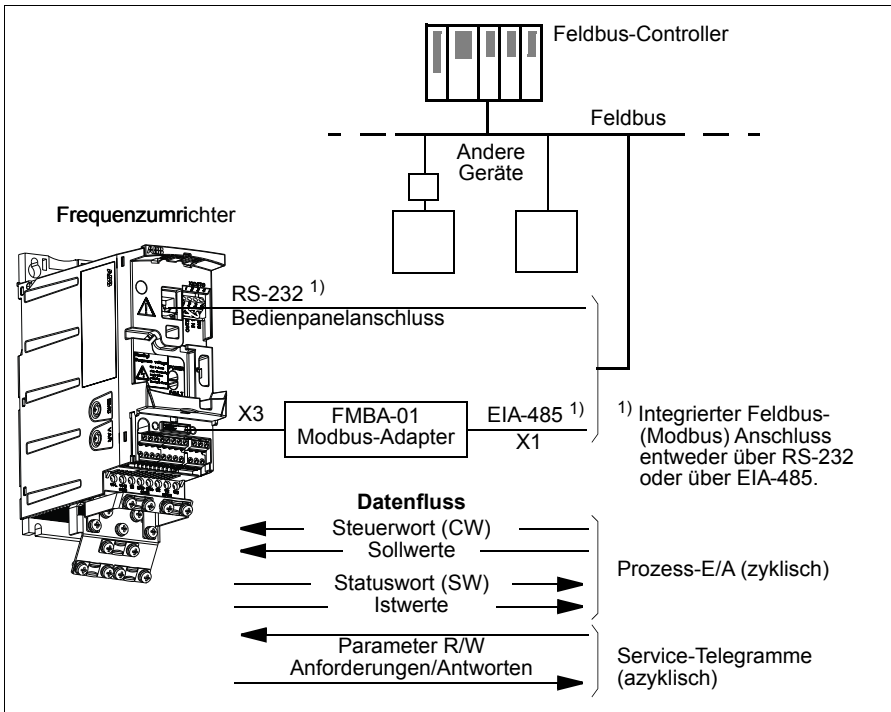 Feldbus-Controller
Feldbus
Andere
Geräte
Frequenzumrichter
RS-232 1)
Bedienpanelanschluss
X3
FMBA-01
Modbus-Adapter
EIA-485 1)
X1
1) Integrierter Feldbus-
(Modbus) Anschluss
entweder über RS-232
oder über EIA-485.
Datenfluss
Steuerwort (CW)
Sollwerte
Statuswort (SW)
Istwerte
Prozess-E/A (zyklisch)
Parameter R/W
Anforderungen/Antworten
Service-Telegramme
(azyklisch)